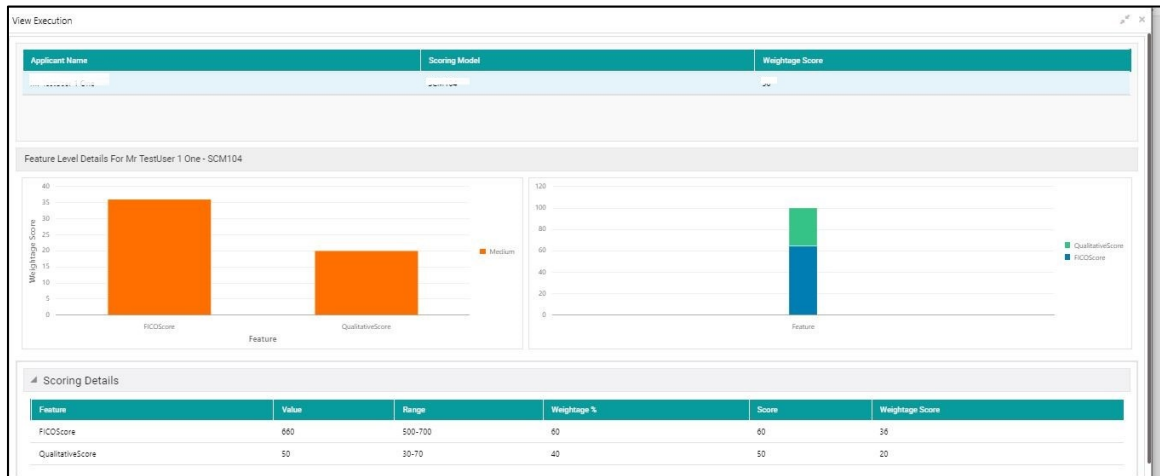 View Execution
Applicant Name Scoring Model Weightage Score
Feature Level Details For Mr TestUser 1 One - SCM104
40
35
30
25
20
15
10
5
0
Weightage Score
FICOScore QualitativeScore
Feature
Medium
120
100
80
60
40
20
0
Feature
QualitativeScore
FICOScore
Scoring Details
Feature Value Range Weightage % Score Weightage Score
FICOScore 660 500-700 60 60 36
QualitativeScore 50 30-70 40 50 20